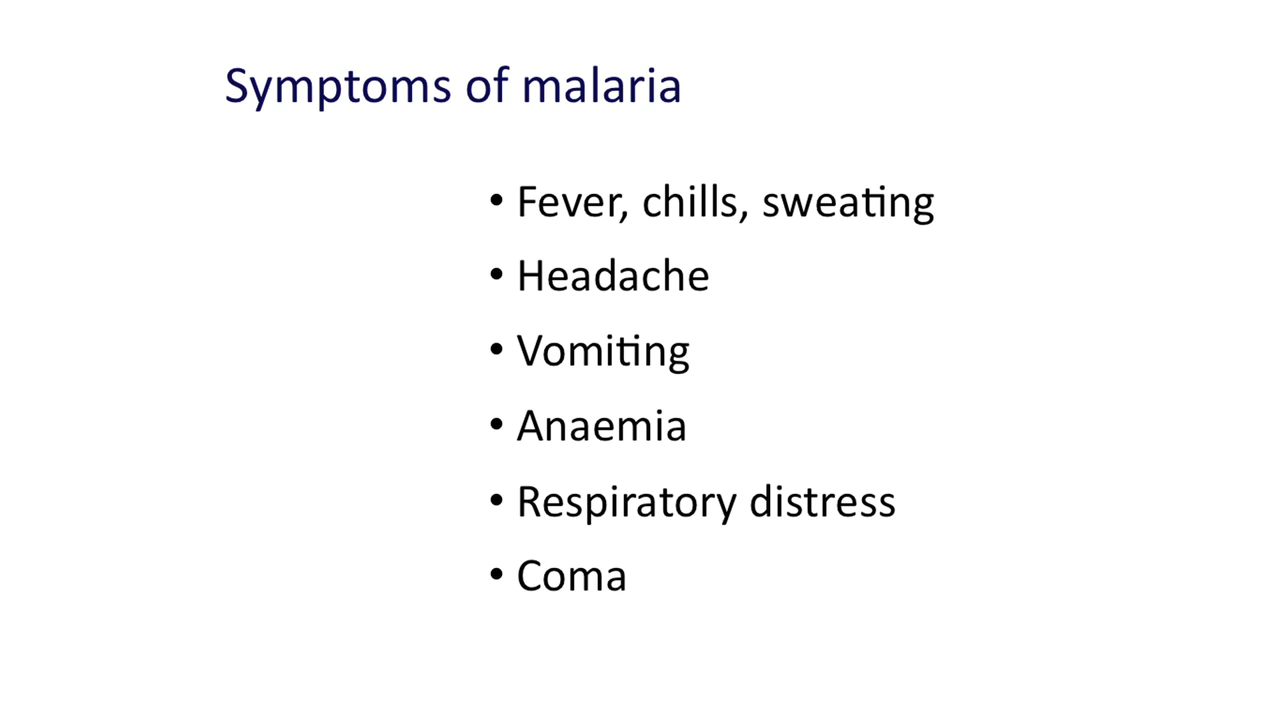 Symptoms of malaria
• Fever, chills, sweating
• Headache
• Vomiting
• Anaemia
• Respiratory distress
• Coma